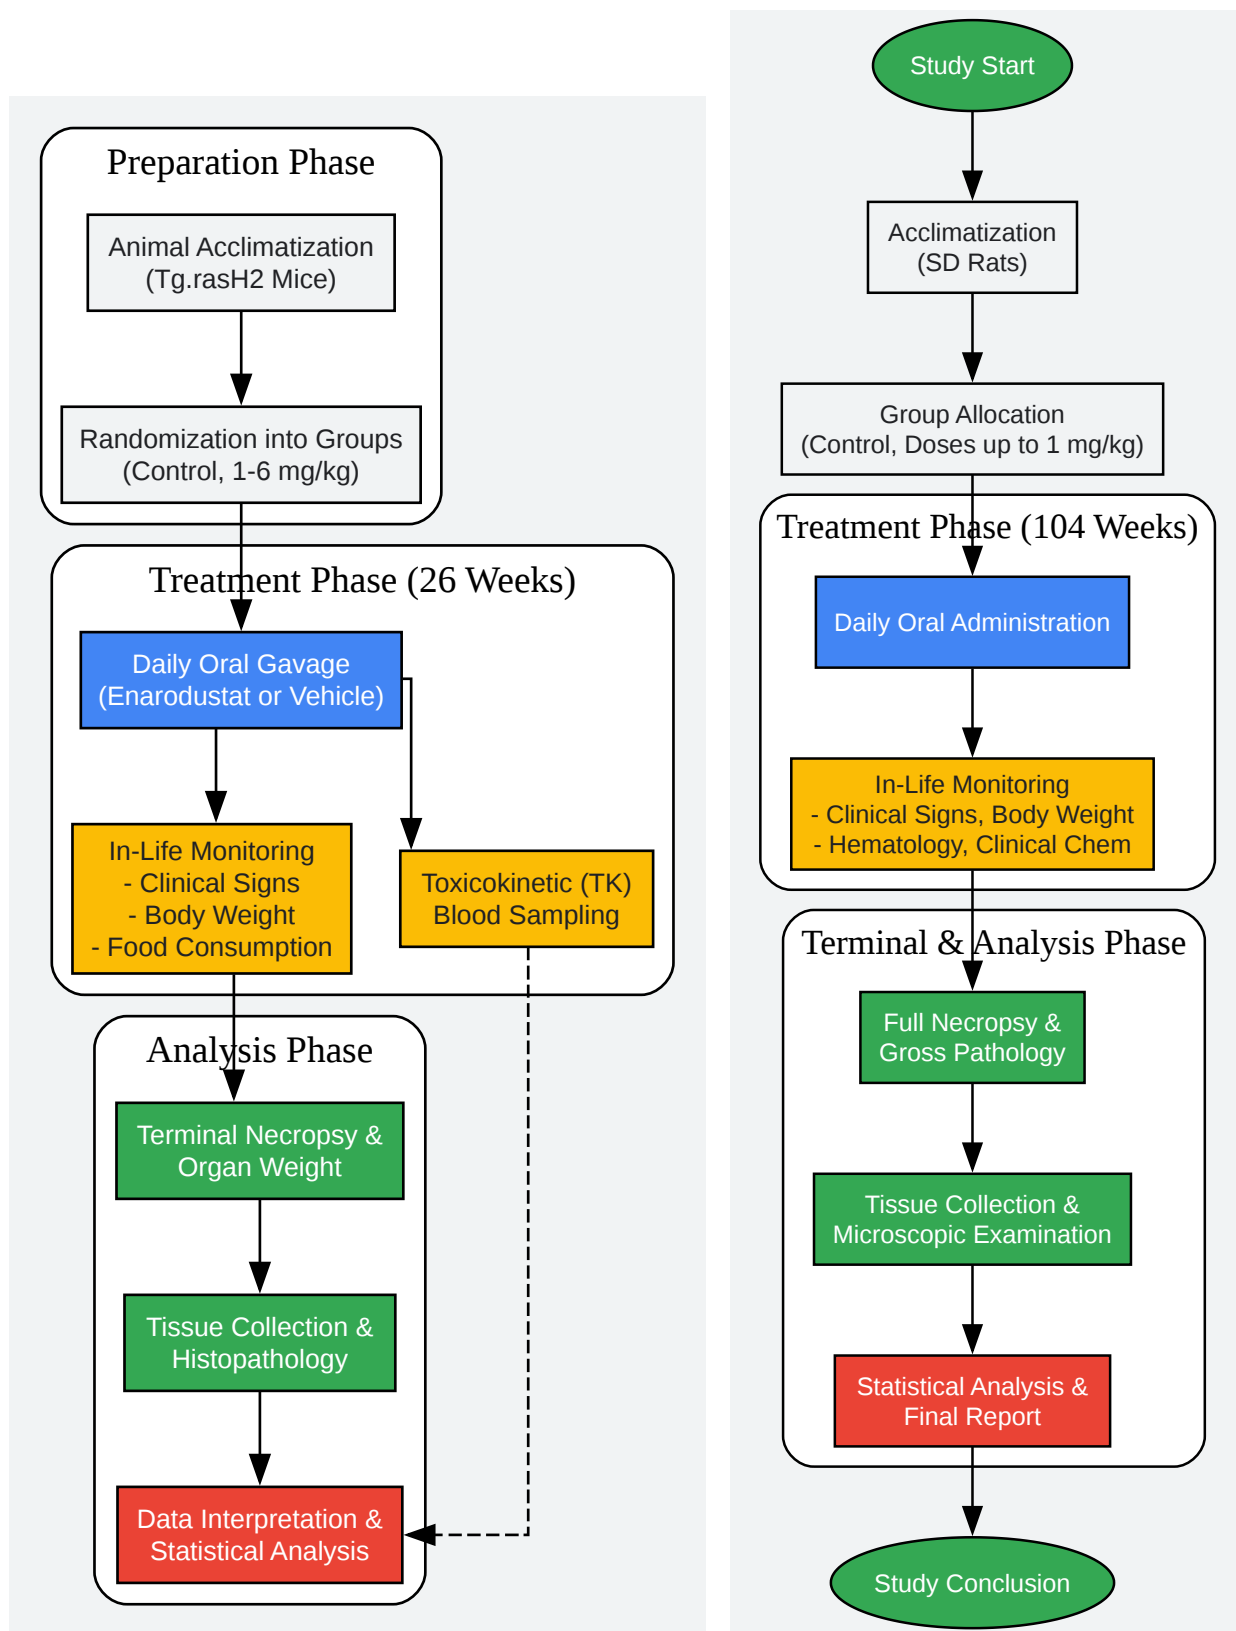 Preparation Phase
Animal Acclimatization
(Tg.rasH2 Mice)
Randomization into Groups
(Control, 1-6 mg/kg)
Treatment Phase (26 Weeks)
Daily Oral Gavage
(Enarodustat or Vehicle)
In-Life Monitoring
- Clinical Signs
- Body Weight
- Food Consumption
Toxicokinetic (TK)
Blood Sampling
Analysis Phase
Terminal Necropsy &
Organ Weight
Tissue Collection &
Histopathology
Data Interpretation &
Statistical Analysis
Study Start
Acclimatization
(SD Rats)
Group Allocation
(Control, Doses up to 1 mg/kg)
Treatment Phase (104 Weeks)
Daily Oral Administration
In-Life Monitoring
- Clinical Signs, Body Weight
- Hematology, Clinical Chem
Terminal & Analysis Phase
Full Necropsy &
Gross Pathology
Tissue Collection &
Microscopic Examination
Statistical Analysis &
Final Report
Study Conclusion